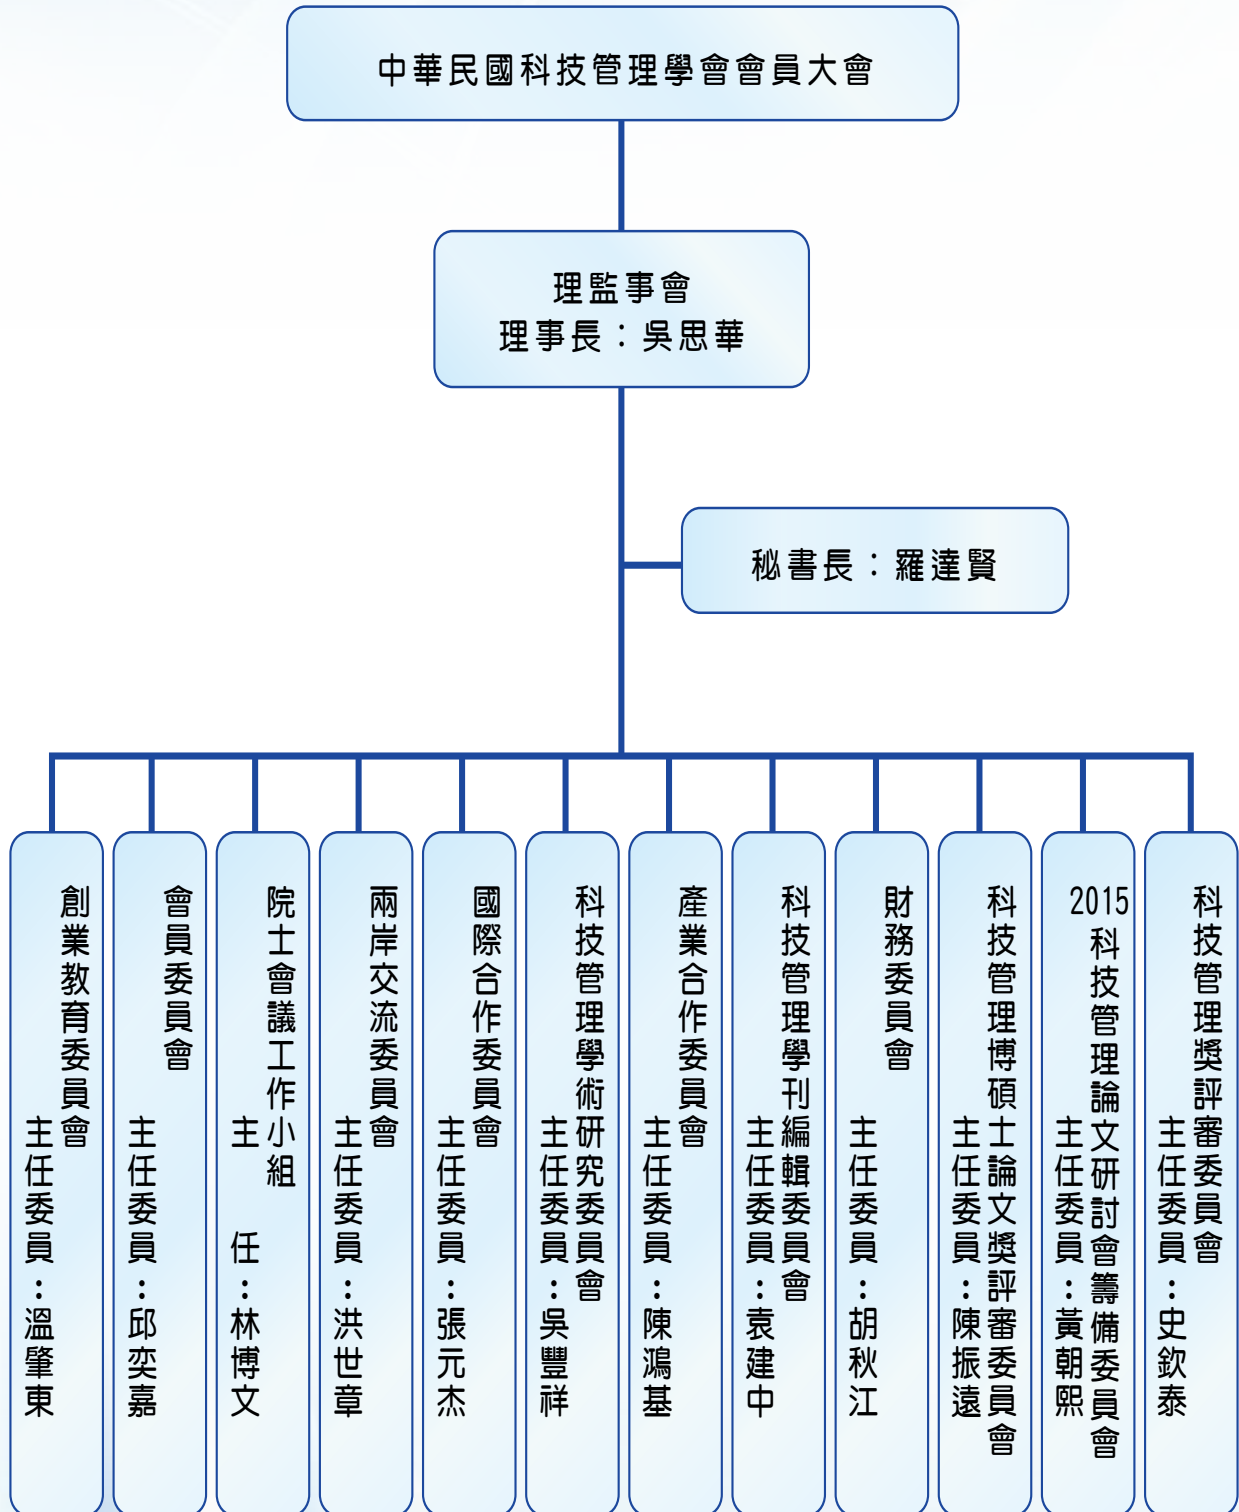 中華民國科技管理學會會員大會
理監事會
理事長：吳思華
秘書長：羅達賢
創業教育委員會
主任委員：溫肇東
會員委員會
主任委員：邱奕嘉
院士會議工作小組
主 任：林博文
兩岸交流委員會
主任委員：洪世章
國際合作委員會
主任委員：張元杰
科技管理學術研究委員會
主任委員：吳豐祥
產業合作委員會
主任委員：陳鴻基
科技管理學刊編輯委員會
主任委員：袁建中
財務委員會
主任委員：胡秋江
科技管理博碩士論文獎評審委員會
主任委員：陳振遠
2015科技管理論文研討會籌備委員會
主任委員：黃朝熙
科技管理獎評審委員會
主任委員：史欽泰